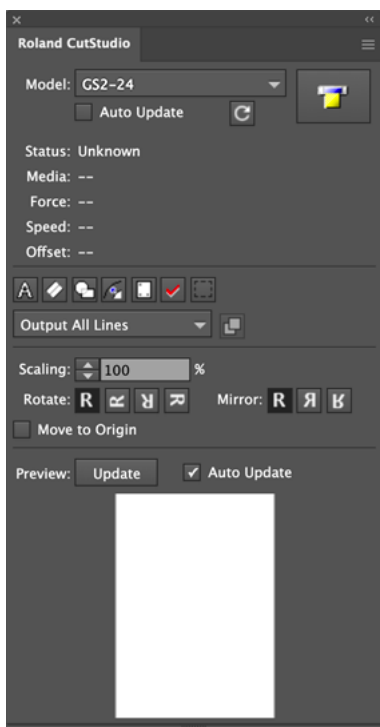 Roland CutStudio
Model: GS2-24
Auto Update
Status: Unknown
Media: --
Force: --
Speed: --
Offset: --
Output All Lines
Scaling: 100 %
Rotate: R R R R Mirror: R R R
Move to Origin
Preview: Update Auto Update